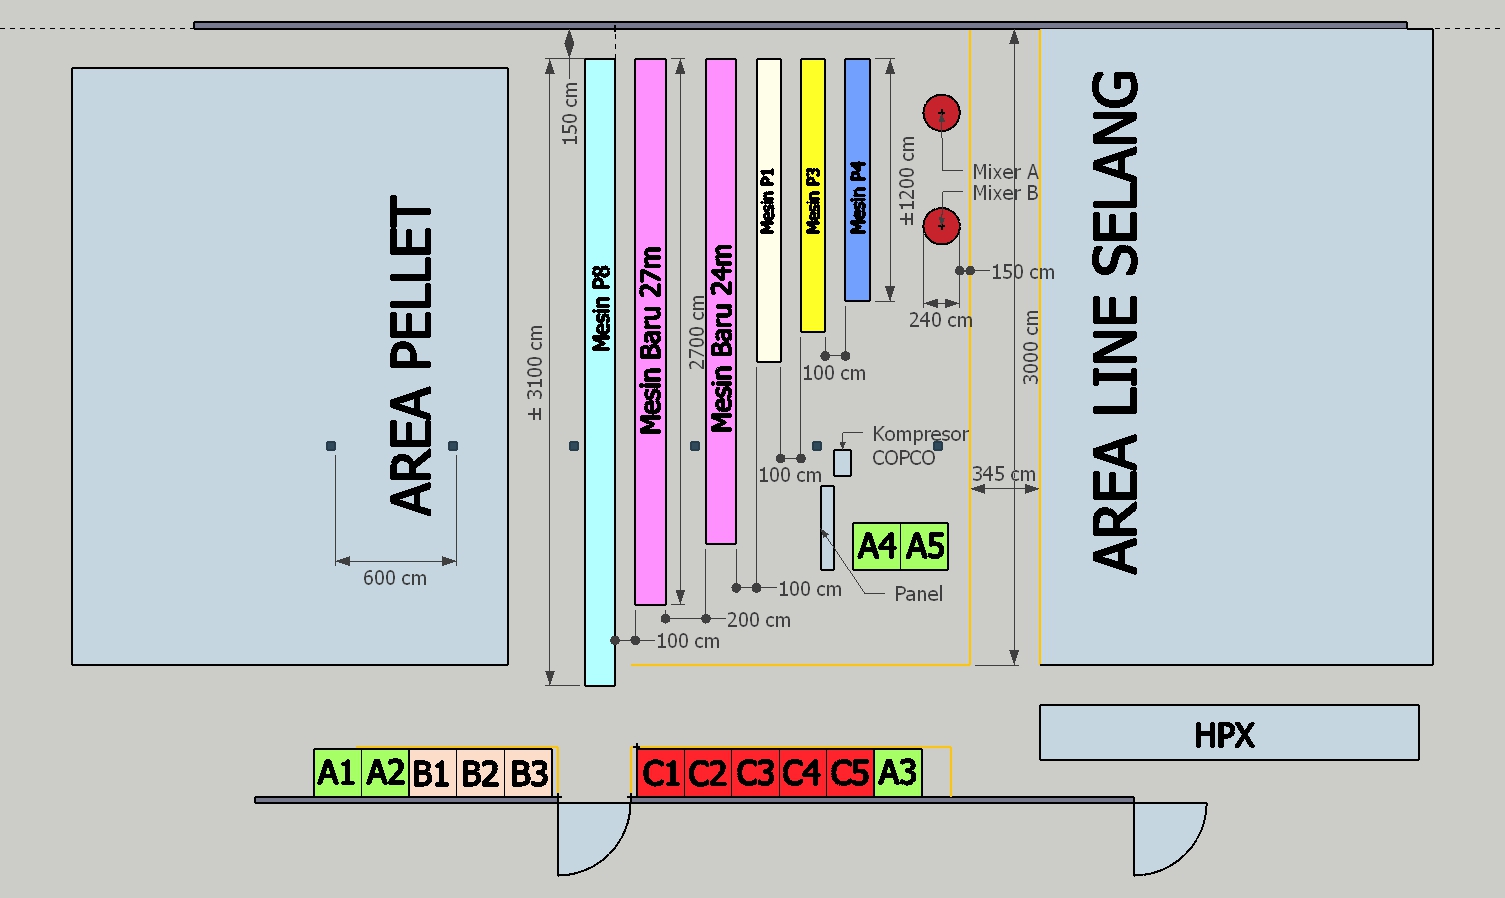 150 cm
± 3100 cm
AREA PELLET
600 cm
Mesin P8
Mesin Baru 27m
2700 cm
Mesin Baru 24m
Mesin P1
Mesin P3
Mesin P4
±1200 cm
Mixer A
Mixer B
150 cm
240 cm
3000 cm
100 cm
Kompresor
COPCO
100 cm
345 cm
AREA LINE SELANG
A4
A5
100 cm
Panel
200 cm
100 cm
HPX
A1
A2
B1
B2
B3
C1
C2
C3
C4
C5
A3